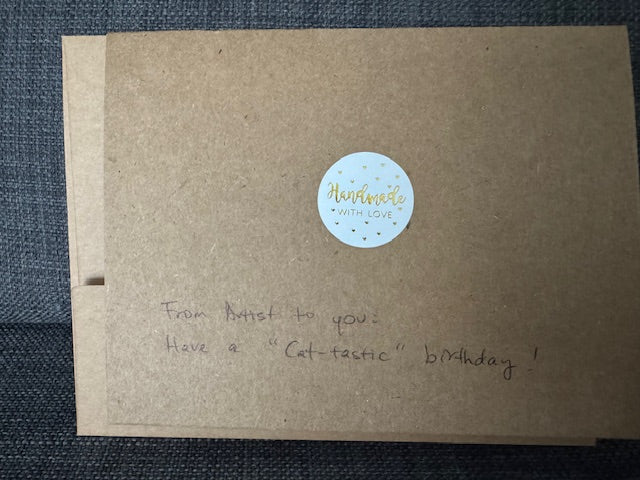 Handmade
WITH LOVE
From Artist to you:
Have a "Cat-tastic" birthday!